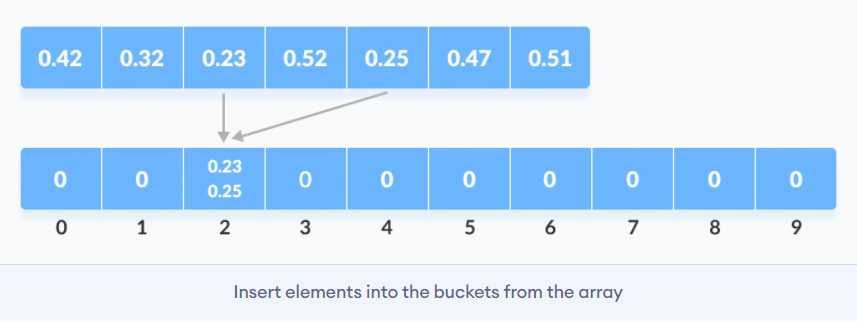 0.42 0.32 0.23 0.52 0.25 0.47 0.51
0 0 0.23 0 0 0 0 0 0 0
0.25
0 1 2 3 4 5 6 7 8 9
Insert elements into the buckets from the array